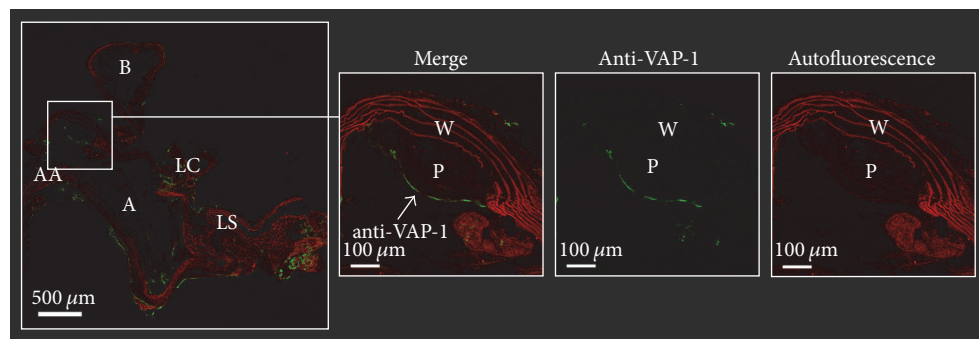 B
AA
A
LC
LS
500 μm
Merge
W
P
anti-VAP-1
100 μm
Anti-VAP-1
W
P
100 μm
Autofluorescence
W
P
100 μm